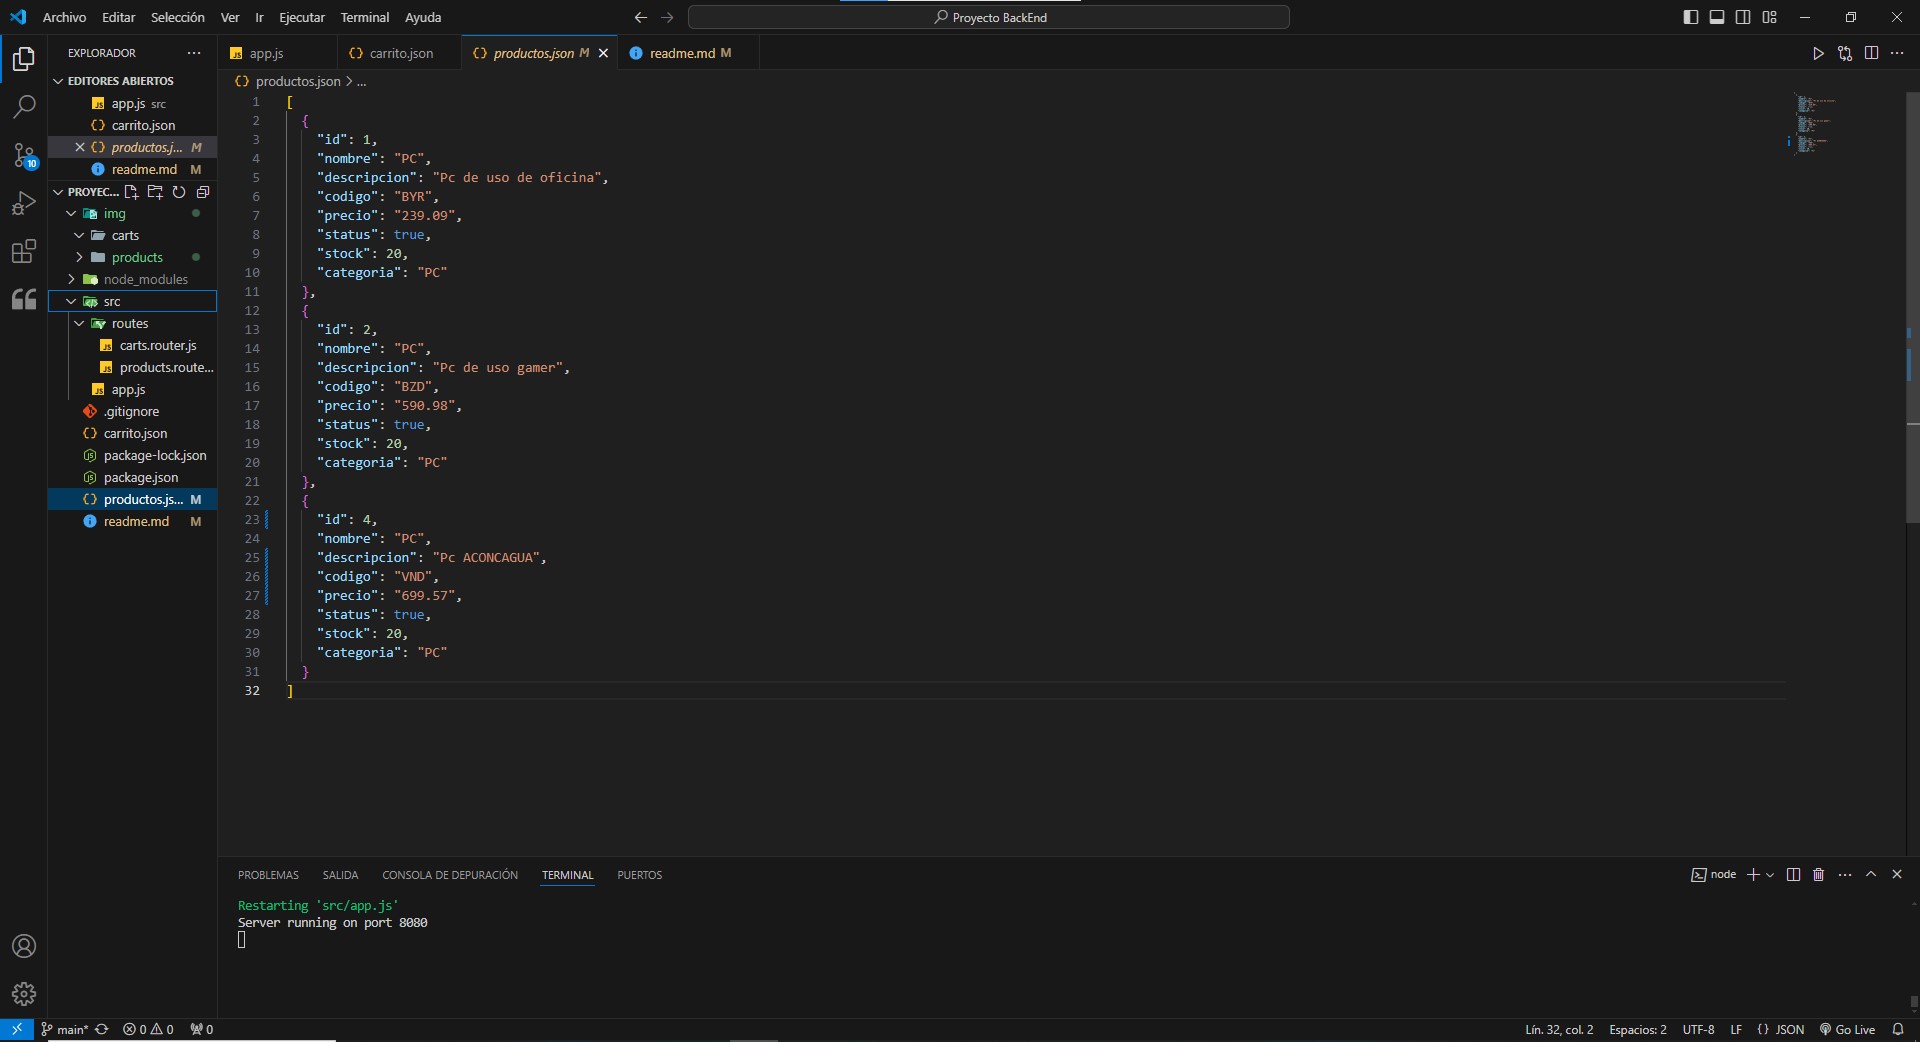 Archivo Editar Selección Ver Ir Ejecutar Terminal Ayuda
Proyecto BackEnd
EXPLORADOR
EDITORES ABIERTOS
app.js src
carrito.json
productos.j... M
readme.md M
PROYEC...
img
carts
products
node_modules
src
routes
carts.router.js
products.route...
app.js
.gitignore
carrito.json
package-lock.json
package.json
productos.js... M
readme.md M
10
app.js carrito.json productos.json M readme.md M
productos.json > ...
1 [
2 {
3 "id": 1,
4 "nombre": "PC",
5 "descripcion": "Pc de uso de oficina",
6 "codigo": "BYR",
7 "precio": "239.09",
8 "status": true,
9 "stock": 20,
10 "categoria": "PC"
11 },
12 {
13 "id": 2,
14 "nombre": "PC",
15 "descripcion": "Pc de uso gamer",
16 "codigo": "BZD",
17 "precio": "590.98",
18 "status": true,
19 "stock": 20,
20 "categoria": "PC"
21 },
22 {
23 "id": 4,
24 "nombre": "PC",
25 "descripcion": "Pc ACONCAGUA",
26 "codigo": "VND",
27 "precio": "699.57",
28 "status": true,
29 "stock": 20,
30 "categoria": "PC"
31 }
32 ]
PROBLEMAS SALIDA CONSOLA DE DEPURACIÓN TERMINAL PUERTOS
node
Restarting 'src/app.js'
Server running on port 8080
main* 0 0 0
Lín. 32, col. 2 Espacios: 2 UTF-8 LF {} JSON Go Live